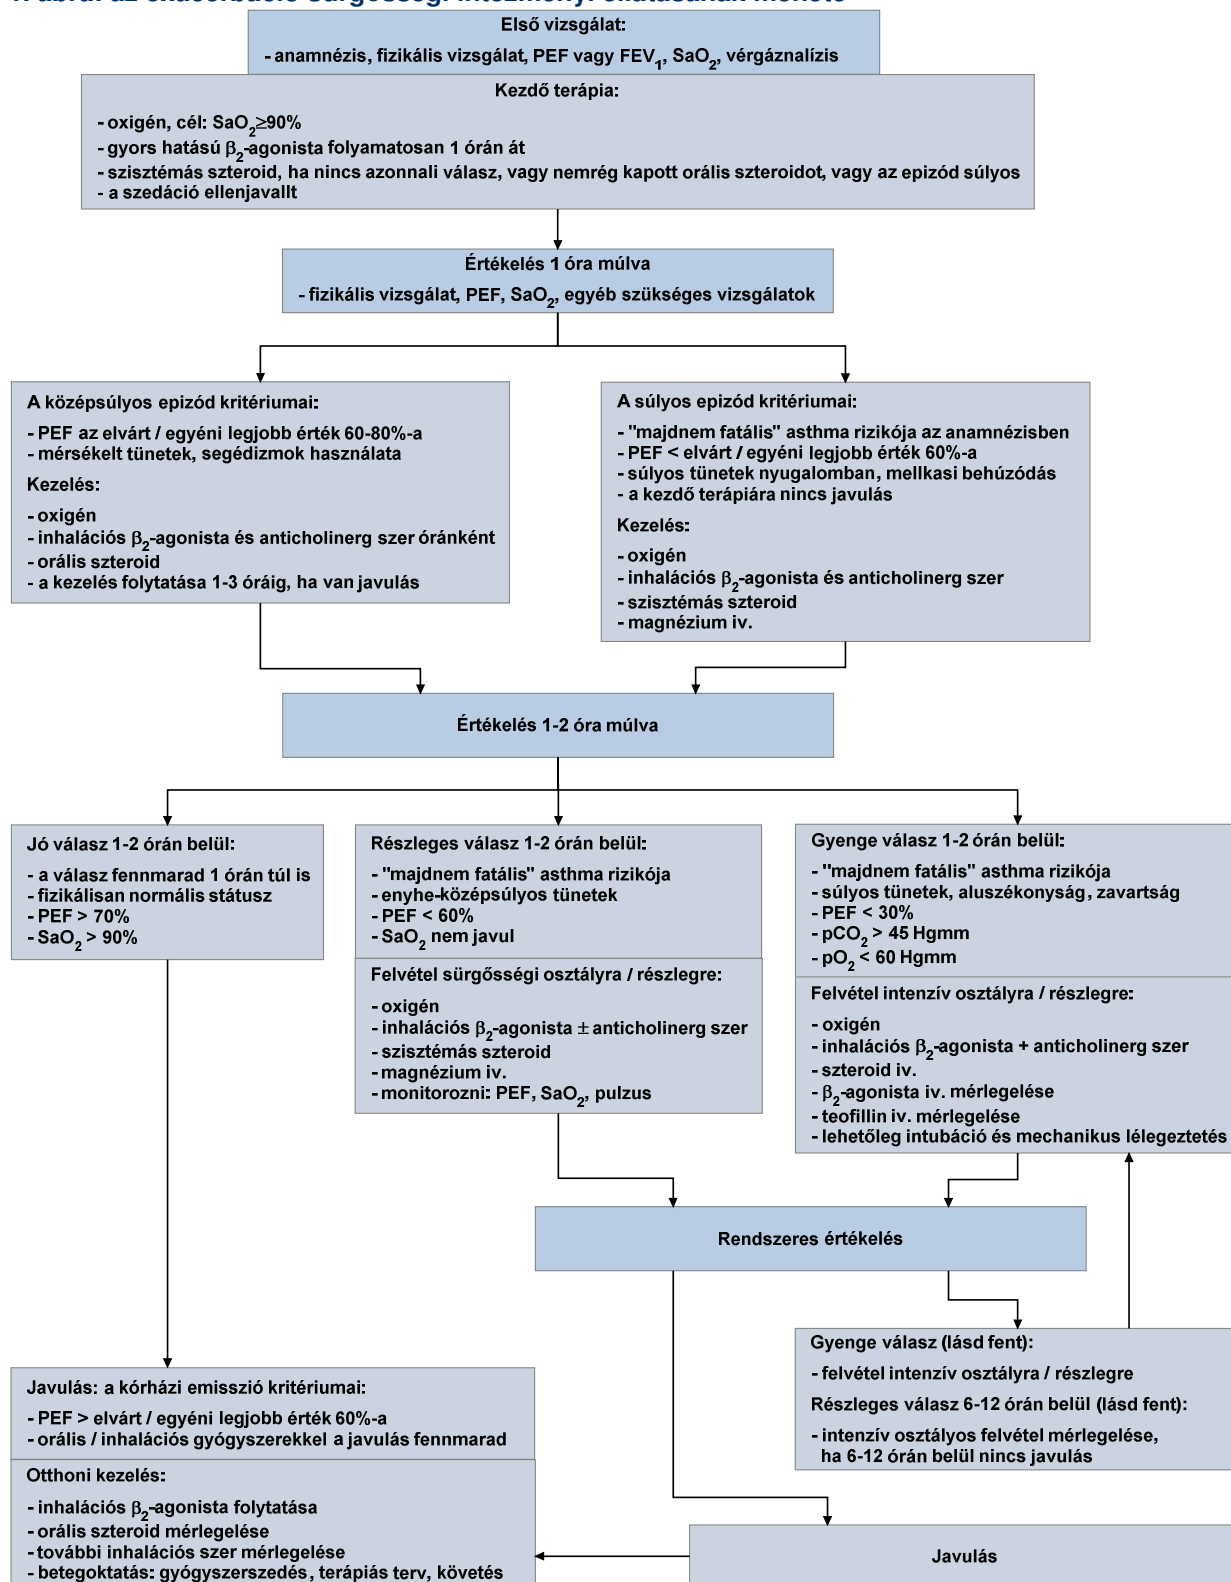 Első vizsgálat:
- anamnézis, fizikális vizsgálat, PEF vagy FEV₁, SaO₂, vérgáznalízis
Kezdő terápia:
- oxigén, cél: SaO₂≥90%
- gyors hatású β₂-agonista folyamatosan 1 órán át
- szisztémás szteroid, ha nincs azonnali válasz, vagy nemrég kapott orális szteroidot, vagy az epizód súlyos
- a szedáció ellenjavallt
Értékelés 1 óra múlva
- fizikális vizsgálat, PEF, SaO₂, egyéb szükséges vizsgálatok
A középsúlyos epizód kritériumai:
- PEF az elvárt / egyéni legjobb érték 60-80%-a
- mérsékelt tünetek, segédizmok használata
Kezelés:
- oxigén
- inhalációs β₂-agonista és anticholinerg szer óránként
- orális szteroid
- a kezelés folytatása 1-3 óráig, ha van javulás
A súlyos epizód kritériumai:
- "majdnem fatális" asthma rizikója az anamnézisben
- PEF < elvárt / egyéni legjobb érték 60%-a
- súlyos tünetek nyugalomban, mellkasi behúzódás
- a kezdő terápiára nincs javulás
Kezelés:
- oxigén
- inhalációs β₂-agonista és anticholinerg szer
- szisztémás szteroid
- magnézium iv.
Értékelés 1-2 óra múlva
Jó válasz 1-2 órán belül:
- a válasz fennmarad 1 órán túl is
- fizikálisan normális státusz
- PEF > 70%
- SaO₂ > 90%
Részleges válasz 1-2 órán belül:
- "majdnem fatális" asthma rizikója
- enyhe-középsúlyos tünetek
- PEF < 60%
- SaO₂ nem javul
Felvétel sürgősségi osztályra / részlegre:
- oxigén
- inhalációs β₂-agonista ± anticholinerg szer
- szisztémás szteroid
- magnézium iv.
- monitorozni: PEF, SaO₂, pulzus
Gyenge válasz 1-2 órán belül:
- "majdnem fatális" asthma rizikója
- súlyos tünetek, aluszékonyság, zavartság
- PEF < 30%
- pCO₂ > 45 Hgmm
- pO₂ < 60 Hgmm
Felvétel intenzív osztályra / részlegre:
- oxigén
- inhalációs β₂-agonista + anticholinerg szer
- szteroid iv.
- β₂-agonista iv. mérlegelése
- teofillin iv. mérlegelése
- lehetőleg intubáció és mechanikus lélegeztetés
Rendszeres értékelés
Gyenge válasz (lásd fent):
- felvétel intenzív osztályra / részlegre
Részleges válasz 6-12 órán belül (lásd fent):
- intenzív osztályos felvétel mérlegelése,
ha 6-12 órán belül nincs javulás
Javulás: a kórházi emisszió kritériumai:
- PEF > elvárt / egyéni legjobb érték 60%-a
- orális / inhalációs gyógyszerekkel a javulás fennmarad
Otthoni kezelés:
- inhalációs β₂-agonista folytatása
- orális szteroid mérlegelése
- további inhalációs szer mérlegelése
- betegoktatás: gyógyszerszedés, terápiás terv, követés
Javulás